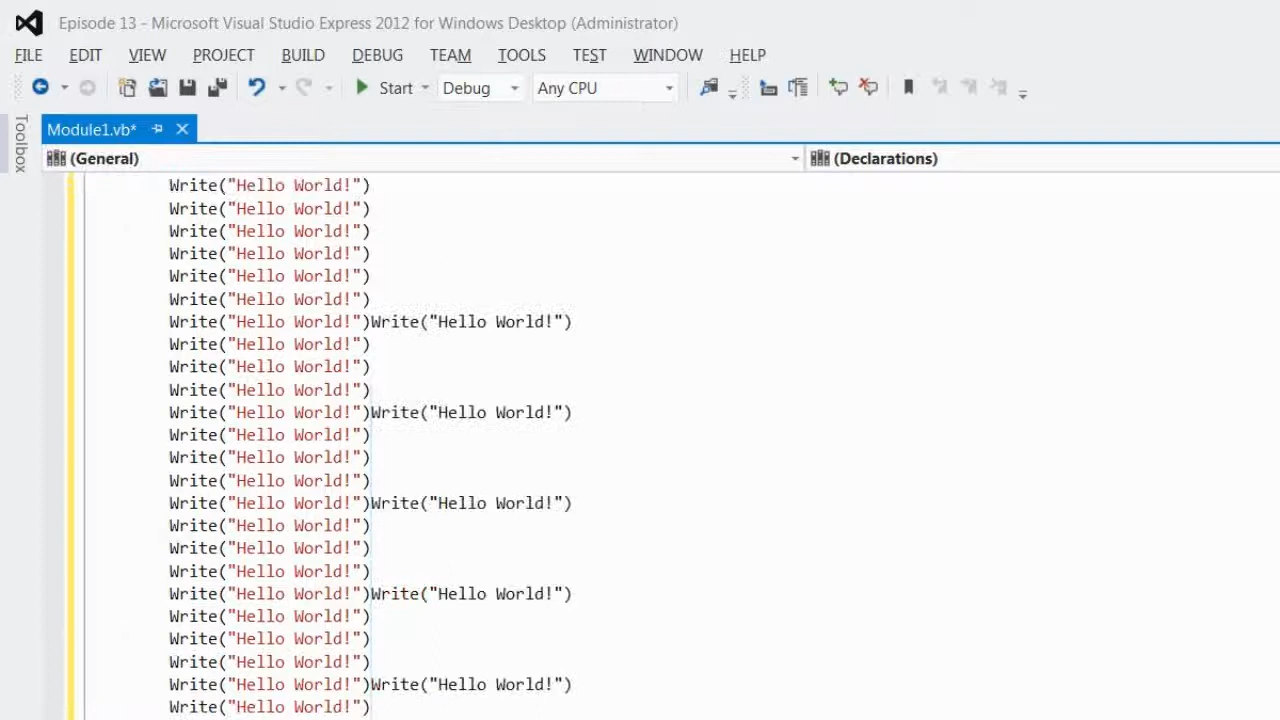 Episode 13 - Microsoft Visual Studio Express 2012 for Windows Desktop (Administrator)
FILE EDIT VIEW PROJECT BUILD DEBUG TEAM TOOLS TEST WINDOW HELP
Start Debug Any CPU
Toolbox
Module1.vb*
(General) (Declarations)
Write("Hello World!")
Write("Hello World!")
Write("Hello World!")
Write("Hello World!")
Write("Hello World!")
Write("Hello World!")
Write("Hello World!")Write("Hello World!")
Write("Hello World!")
Write("Hello World!")
Write("Hello World!")
Write("Hello World!")Write("Hello World!")
Write("Hello World!")
Write("Hello World!")
Write("Hello World!")
Write("Hello World!")Write("Hello World!")
Write("Hello World!")
Write("Hello World!")
Write("Hello World!")
Write("Hello World!")Write("Hello World!")
Write("Hello World!")
Write("Hello World!")
Write("Hello World!")
Write("Hello World!")Write("Hello World!")
Write("Hello World!")